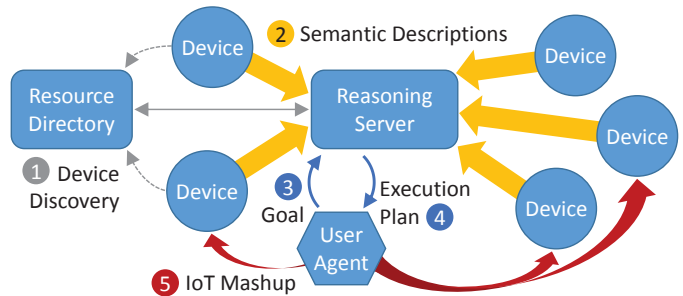 Device
2 Semantic Descriptions
Device
Resource
Directory
Reasoning
Server
Device
1 Device
Discovery
Device
3
Goal
Execution
Plan 4
Device
User
Agent
5 IoT Mashup